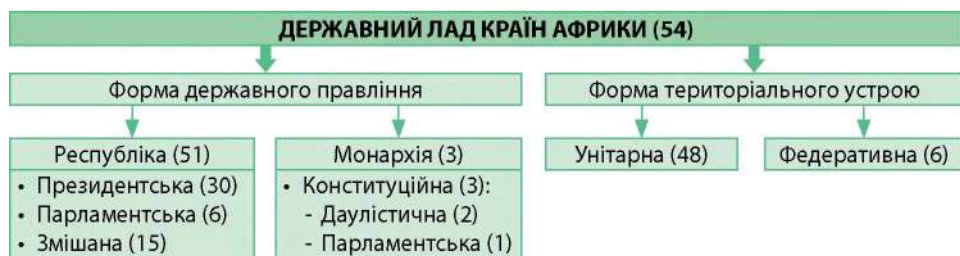 ДЕРЖАВНИЙ ЛАД КРАЇН АФРИКИ (54)
Форма державного правління
Форма територіального устрою
Республіка (51)
• Президентська (30)
• Парламентська (6)
• Змішана (15)
Монархія (3)
• Конституційна (3):
- Даулістична (2)
- Парламентська (1)
Унітарна (48)
Федеративна (6)